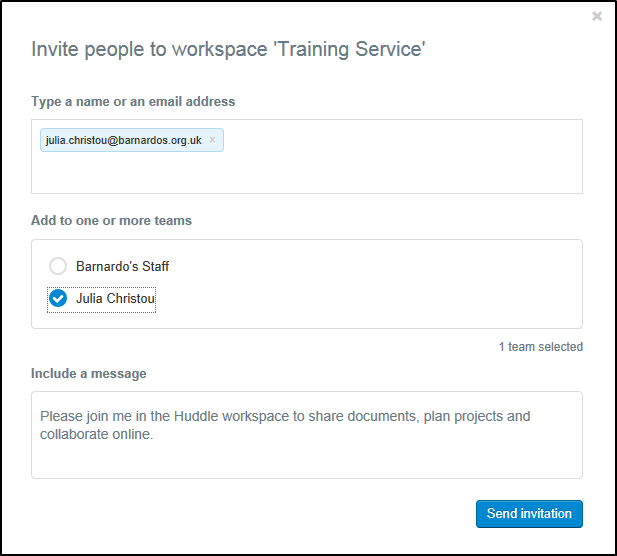 Invite people to workspace 'Training Service'
Type a name or an email address
julia.christou@barnardos.org.uk ×
Add to one or more teams
Barnardo's Staff
Julia Christou
1 team selected
Include a message
Please join me in the Huddle workspace to share documents, plan projects and
collaborate online.
Send invitation